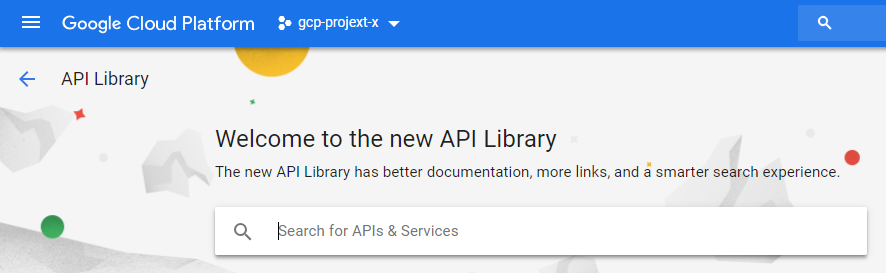 Google Cloud Platform
gcp-projext-x
API Library
Welcome to the new API Library
The new API Library has better documentation, more links, and a smarter search experience.
Search for APIs & Services